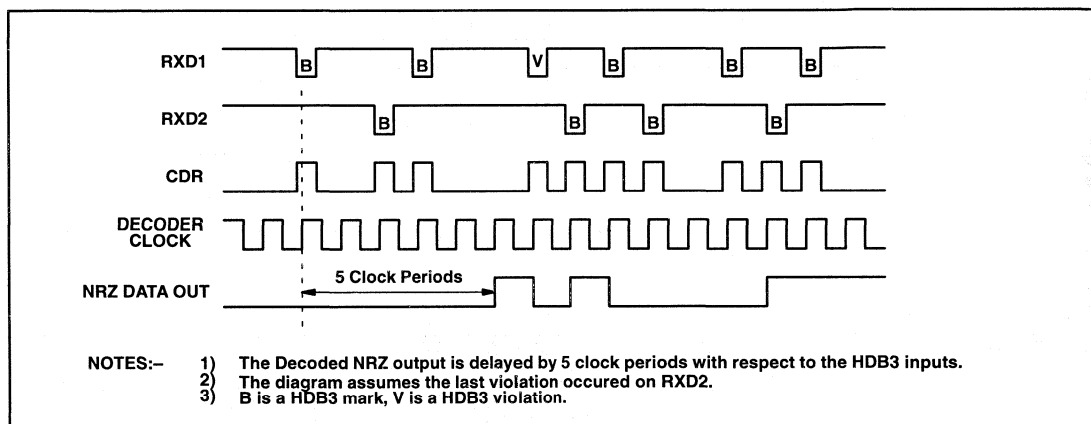 RXD1 B B V B B B
RXD2 B B B B
CDR
DECODER
CLOCK
5 Clock Periods
NRZ DATA OUT
NOTES:– 1) The Decoded NRZ output is delayed by 5 clock periods with respect to the HDB3 inputs.
2) The diagram assumes the last violation occured on RXD2.
3) B is a HDB3 mark, V is a HDB3 violation.